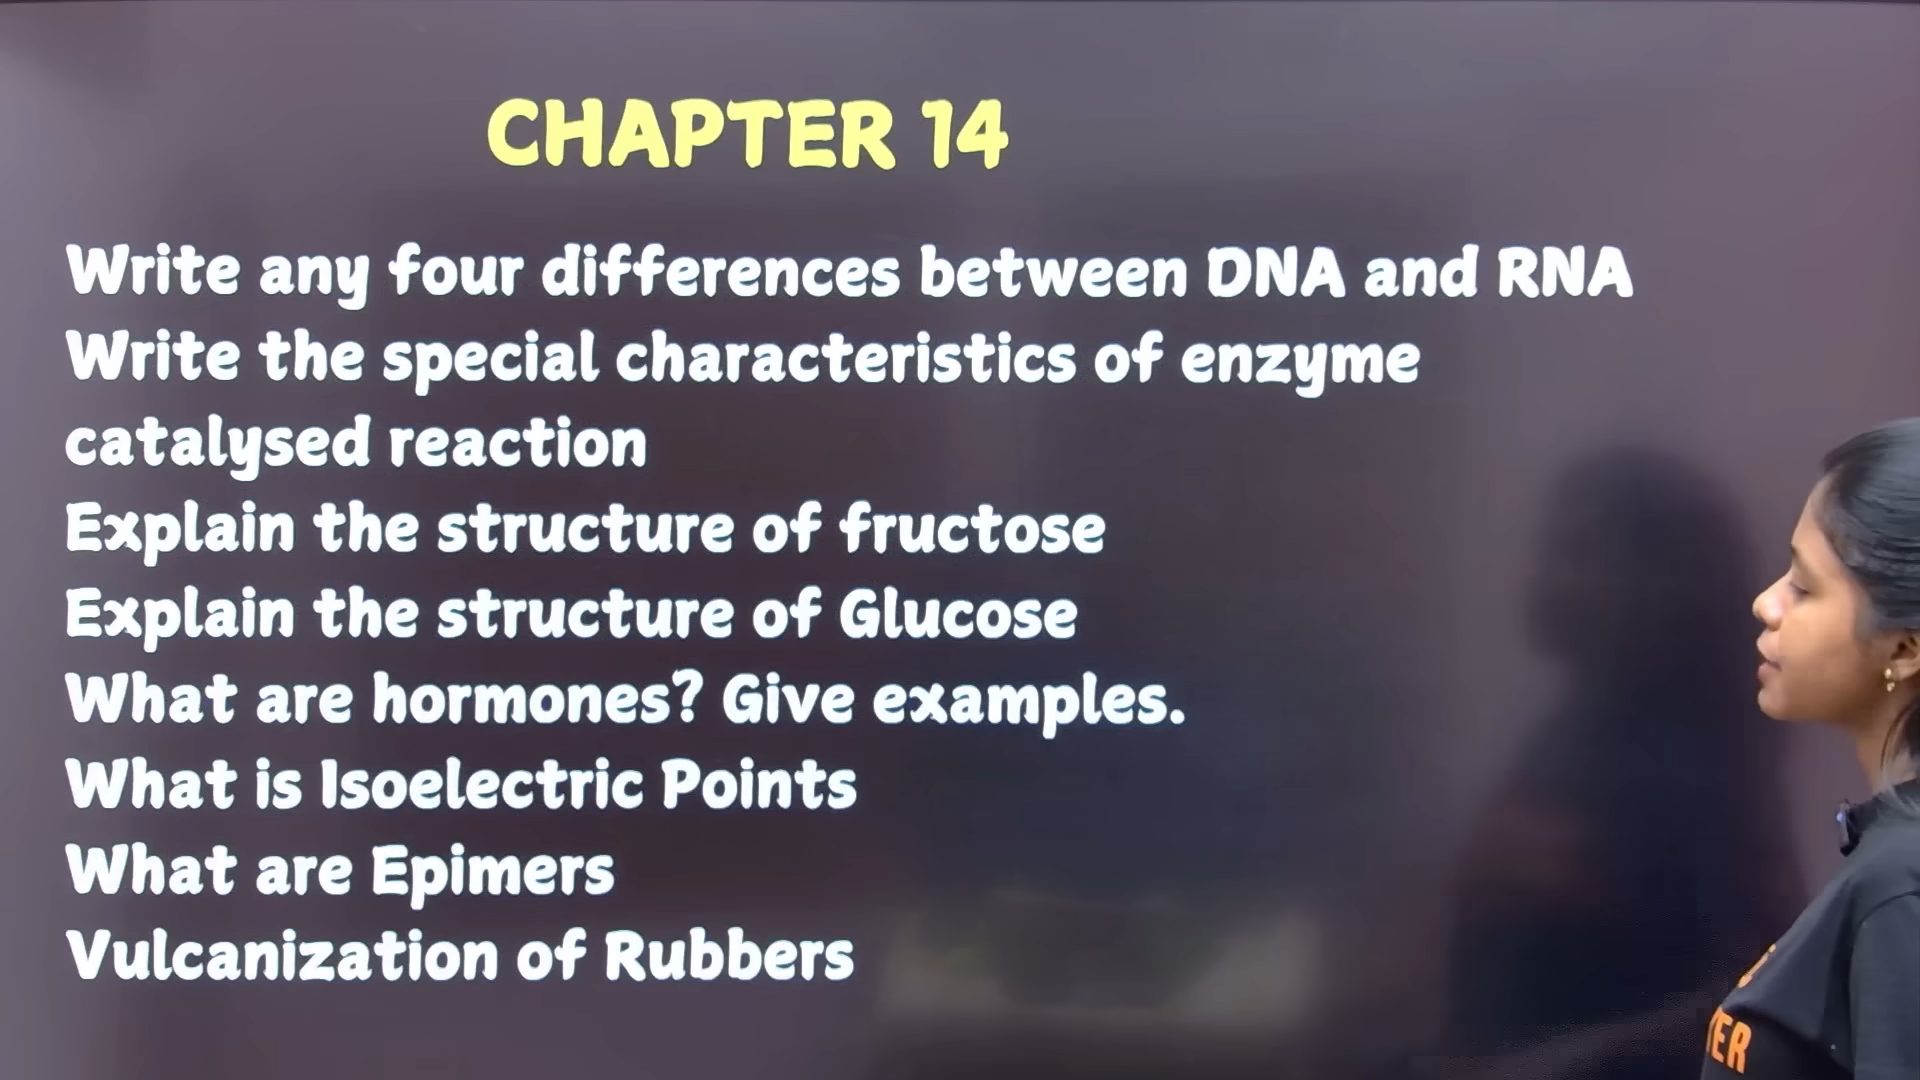 CHAPTER 14
Write any four differences between DNA and RNA
Write the special characteristics of enzyme
catalysed reaction
Explain the structure of fructose
Explain the structure of Glucose
What are hormones? Give examples.
What is Isoelectric Points
What are Epimers
Vulcanization of Rubbers